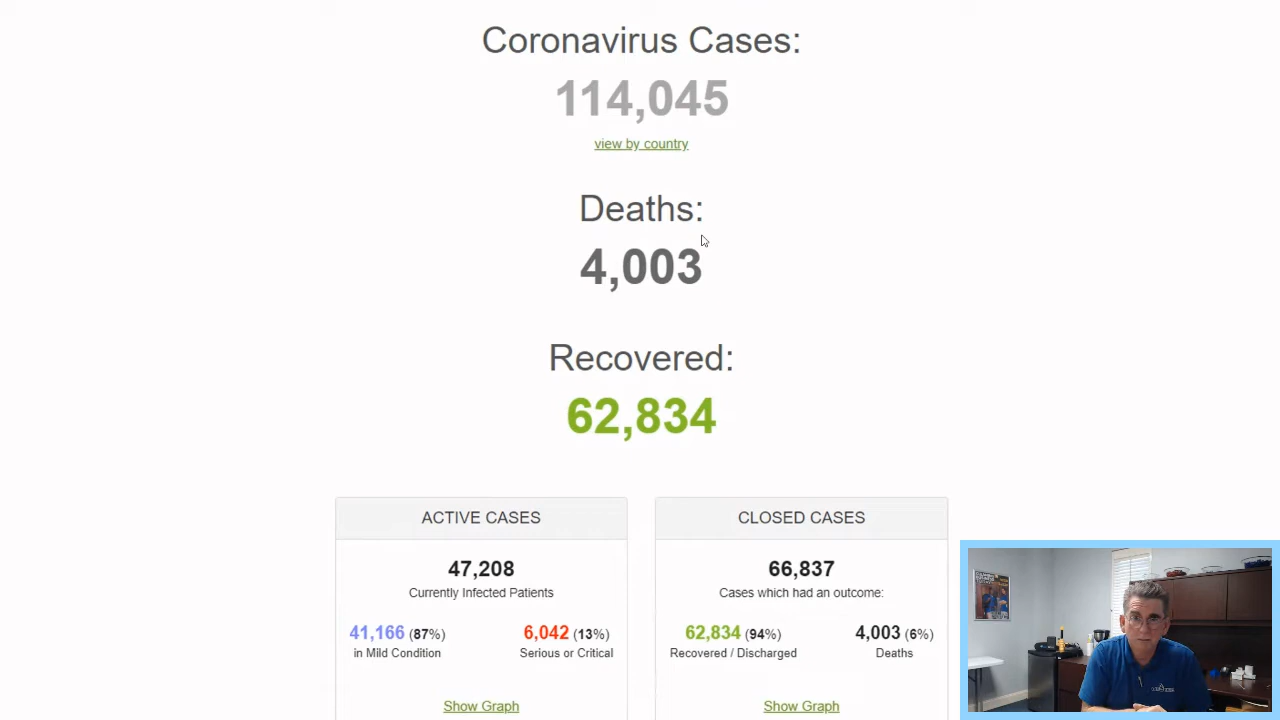 Coronavirus Cases:
114,045
view by country
Deaths:
4,003
Recovered:
62,834
ACTIVE CASES
47,208
Currently Infected Patients
41,166 (87%)
in Mild Condition
6,042 (13%)
Serious or Critical
Show Graph
CLOSED CASES
66,837
Cases which had an outcome:
62,834 (94%)
Recovered / Discharged
4,003 (6%)
Deaths
Show Graph